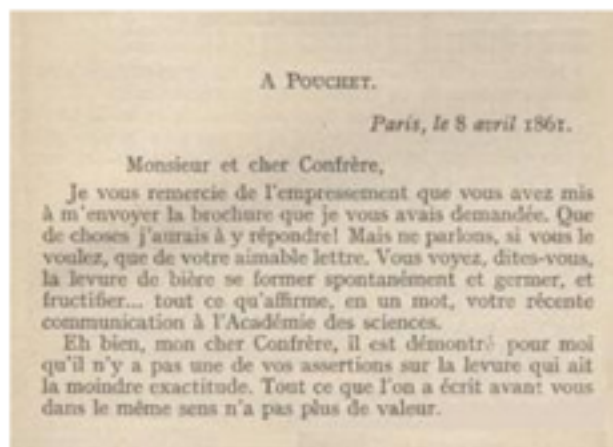 A POUCHET.
Paris, le 8 avril 1861.
Monsieur et cher Confrère,
Je vous remercie de l'empressement que vous avez mis
à m'envoyer la brochure que je vous avais demandée. Que
de choses j'aurais à y répondre! Mais ne parlons, si vous le
voulez, que de votre aimable lettre. Vous voyez, dites-vous,
la levure de bière se former spontanément et germer, et
fructifier... tout ce qu'affirme, en un mot, votre récente
communication à l'Académie des sciences.
Eh bien, mon cher Confrère, il est démontré pour moi
qu'il n'y a pas une de vos assertions sur la levure qui ait
la moindre exactitude. Tout ce que l'on a écrit avant vous
dans le même sens n'a pas plus de valeur.